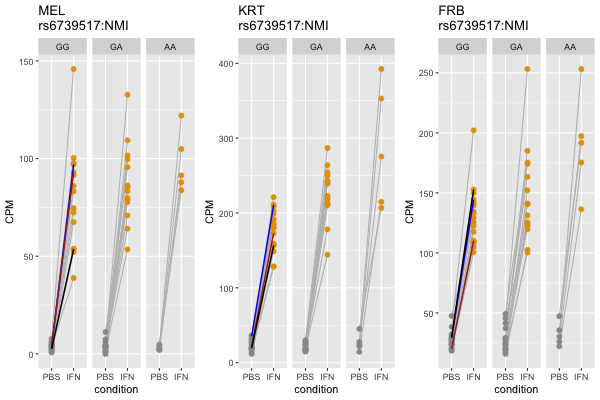 MEL
rs6739517:NMI
GG GA AA
150
100
50
0
CPM
PBS IFN PBS IFN PBS IFN
condition
KRT
rs6739517:NMI
GG GA AA
400
300
200
100
0
CPM
PBS IFN PBS IFN PBS IFN
condition
FRB
rs6739517:NMI
GG GA AA
250
200
150
100
50
CPM
PBS IFN PBS IFN PBS IFN
condition